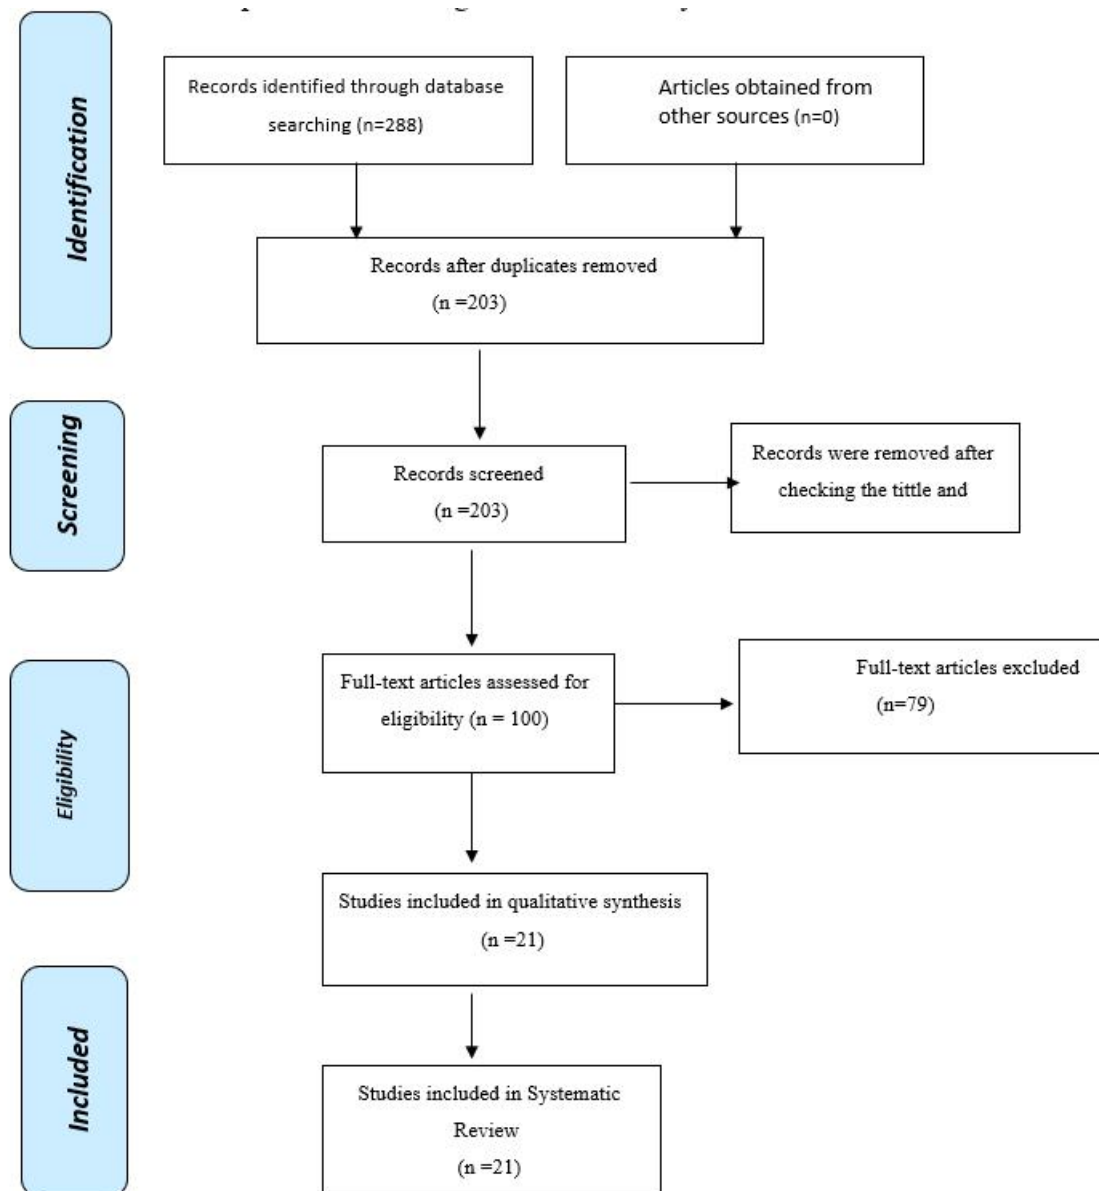 Identification
Records identified through database
searching (n=288)
Articles obtained from
other sources (n=0)
Records after duplicates removed
(n =203)
Screening
Records screened
(n =203)
Records were removed after
checking the tittle and
Eligibility
Full-text articles assessed for
eligibility (n = 100)
Full-text articles excluded
(n=79)
Studies included in qualitative synthesis
(n =21)
Included
Studies included in Systematic
Review
(n =21)